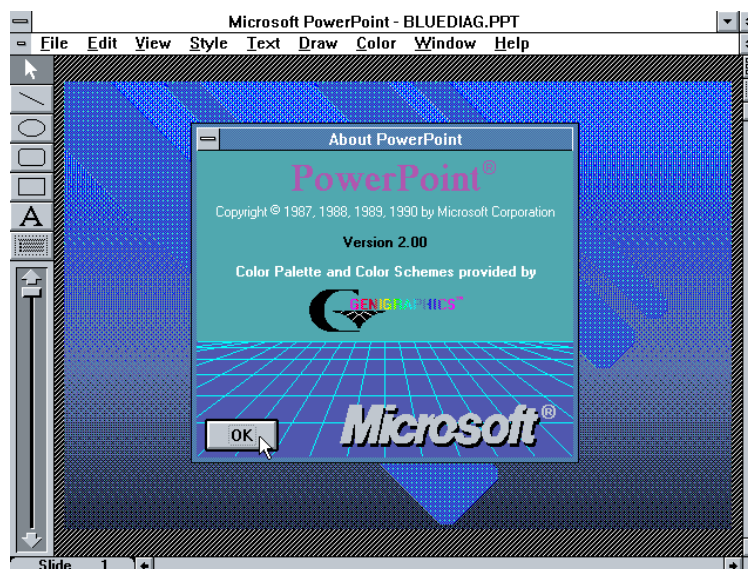 Microsoft PowerPoint - BLUEDIAG.PPT
File Edit View Style Text Draw Color Window Help
A
About PowerPoint
PowerPoint®
Copyright © 1987, 1988, 1989, 1990 by Microsoft Corporation
Version 2.00
Color Palette and Color Schemes provided by
GENIGRAPHICS™
OK
Microsoft®
Slide 1